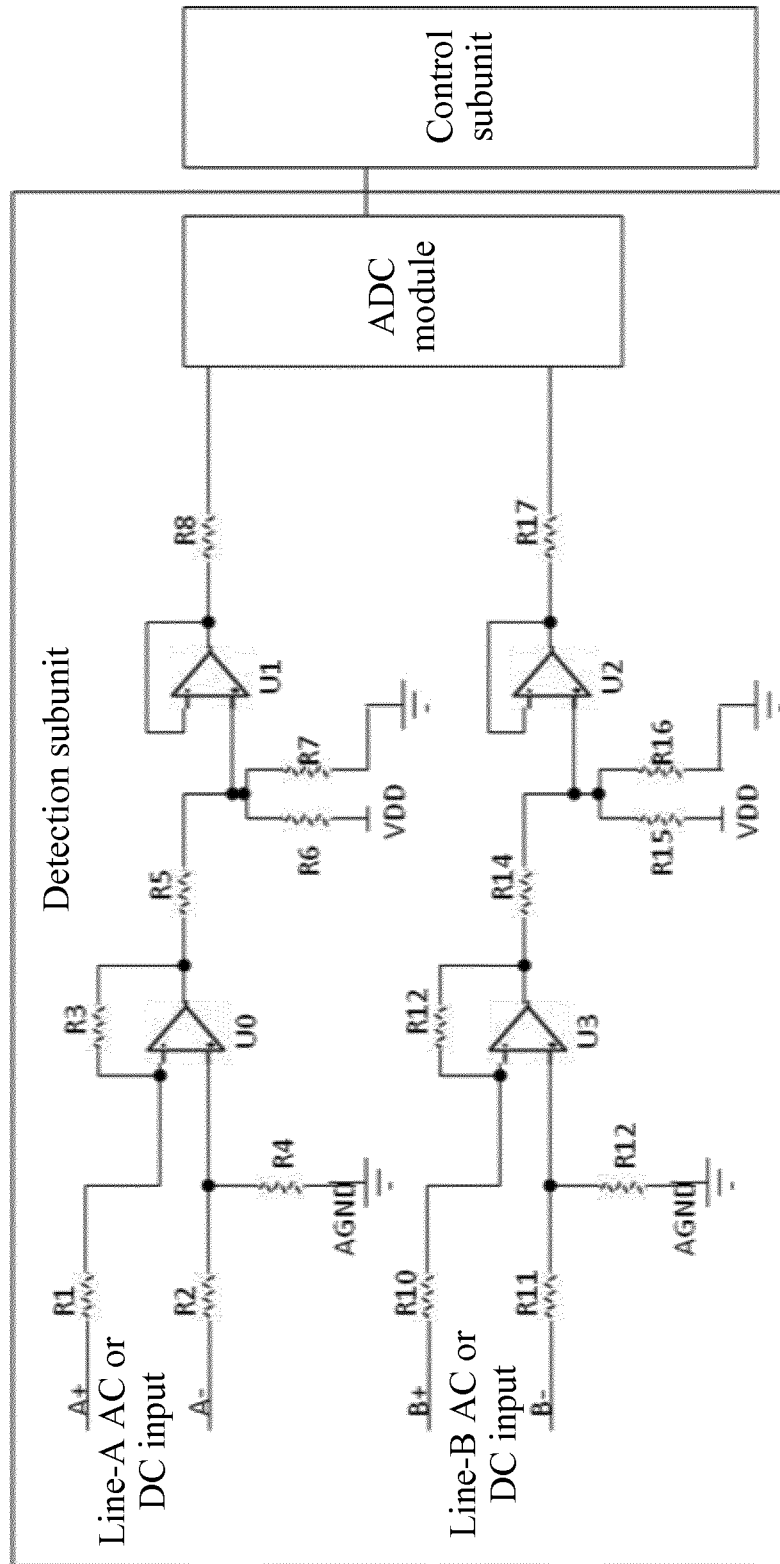 Detection subunit
A+
R1
Line-A AC or
DC input
A-
R2
R3
U0
R4
AGND
R5
R6
VDD
R7
U1
R8
B+
R10
Line-B AC or
DC input
B-
R11
R12
U3
R12
AGND
R14
R15
VDD
R16
U2
R17
ADC
module
Control
subunit